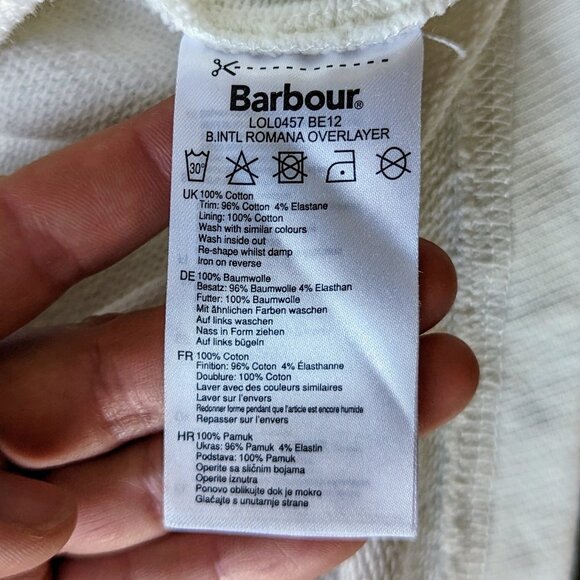 Barbour®
LOL0457 BE12
B.INTL ROMANA OVERLAYER
30°
UK 100% Cotton
Trim: 96% Cotton 4% Elastane
Lining: 100% Cotton
Wash with similar colours
Wash inside out
Re-shape whilst damp
Iron on reverse
DE 100% Baumwolle
Besatz: 96% Baumwolle 4% Elasthan
Futter: 100% Baumwolle
Mit ähnlichen Farben waschen
Auf links waschen
Nass in Form ziehen
Auf links bügeln
FR 100% Coton
Finition: 96% Coton 4% Élasthanne
Doublure: 100% Coton
Laver avec des couleurs similaires
Laver sur l'envers
Redonner forme pendant que l'article est encore humide
Repasser sur l'envers
HR 100% Pamuk
Ukras: 96% Pamuk 4% Elastin
Podstava: 100% Pamuk
Operite sa sličnim bojama
Operite iznutra
Ponovo oblikujte dok je mokro
Glačajte s unutarnje strane